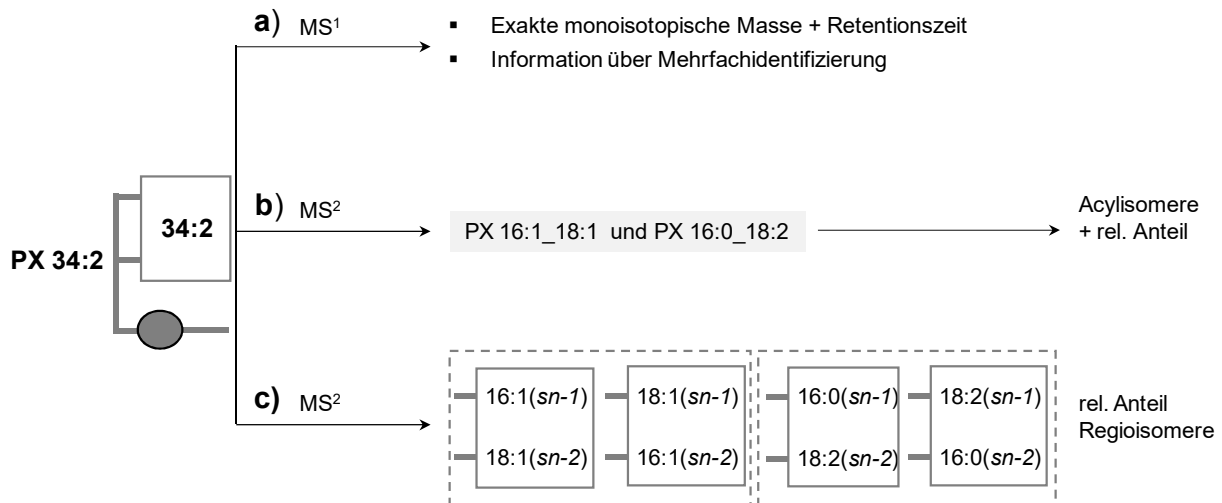 a) MS¹
▪ Exakte monoisotopische Masse + Retentionszeit
▪ Information über Mehrfachidentifizierung
PX 34:2
34:2
b) MS²
PX 16:1_18:1 und PX 16:0_18:2
Acylisomere
+ rel. Anteil
c) MS²
16:1(sn-1) 18:1(sn-1) 16:0(sn-1) 18:2(sn-1)
18:1(sn-2) 16:1(sn-2) 18:2(sn-2) 16:0(sn-2)
rel. Anteil
Regioisomere